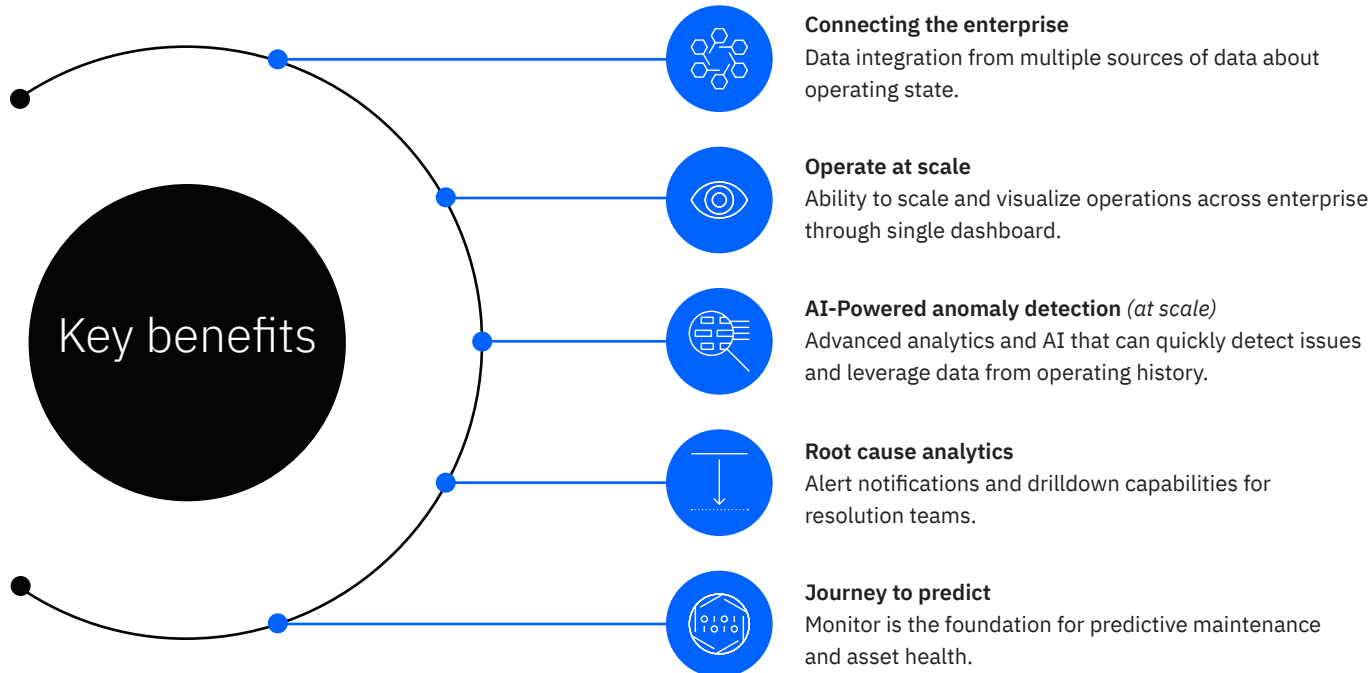 Key benefits
Connecting the enterprise
Data integration from multiple sources of data about
operating state.
Operate at scale
Ability to scale and visualize operations across enterprise
through single dashboard.
AI-Powered anomaly detection (at scale)
Advanced analytics and AI that can quickly detect issues
and leverage data from operating history.
Root cause analytics
Alert notifications and drilldown capabilities for
resolution teams.
Journey to predict
Monitor is the foundation for predictive maintenance
and asset health.
0101
1010